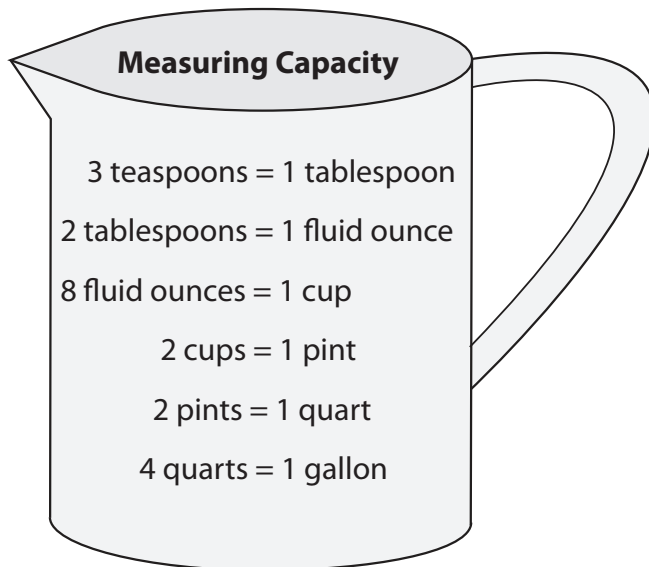 Measuring Capacity
3 teaspoons = 1 tablespoon
2 tablespoons = 1 fluid ounce
8 fluid ounces = 1 cup
2 cups = 1 pint
2 pints = 1 quart
4 quarts = 1 gallon